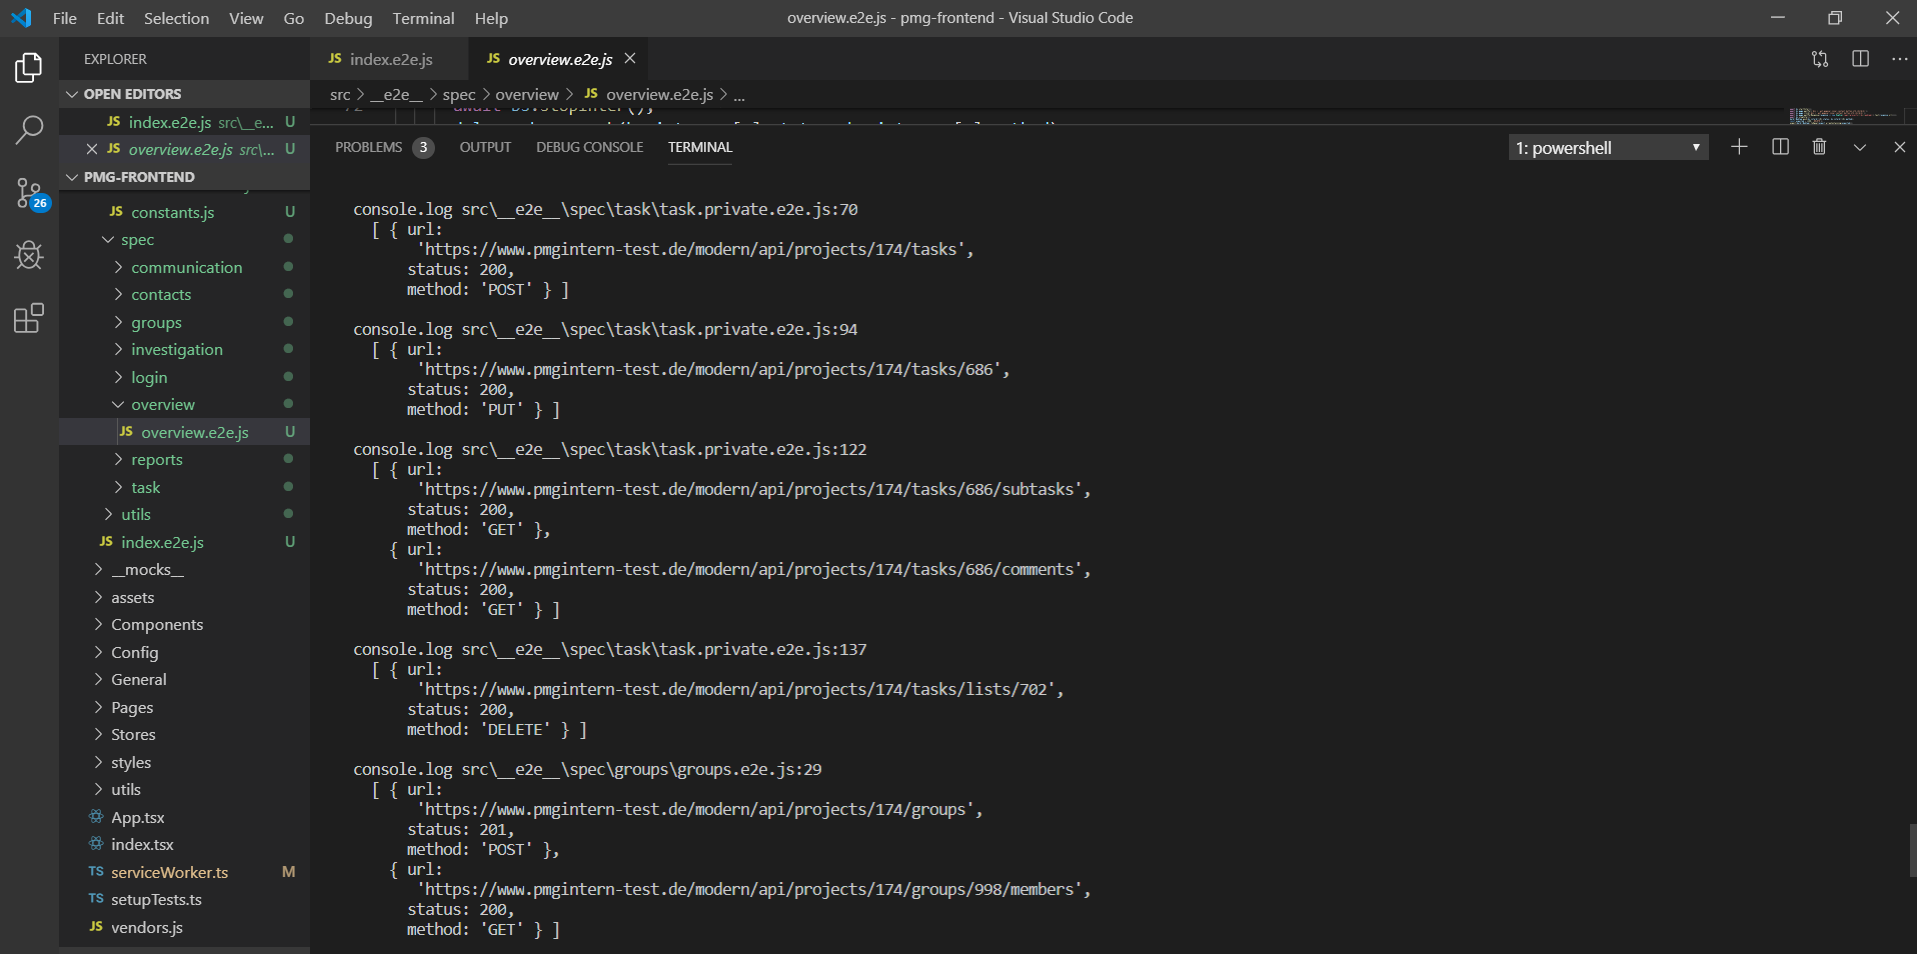 File Edit Selection View Go Debug Terminal Help
overview.e2e.js - pmg-frontend - Visual Studio Code
EXPLORER
OPEN EDITORS
JS index.e2e.js src\__e... U
JS overview.e2e.js src\... U
PMG-FRONTEND
JS constants.js U
spec
communication
contacts
groups
investigation
login
overview
JS overview.e2e.js U
reports
task
utils
JS index.e2e.js U
__mocks__
assets
Components
Config
General
Pages
Stores
styles
utils
App.tsx
index.tsx
TS serviceWorker.ts M
TS setupTests.ts
JS vendors.js
26
JS index.e2e.js
JS overview.e2e.js
src > __e2e__ > spec > overview > JS overview.e2e.js > ...
PROBLEMS 3 OUTPUT DEBUG CONSOLE TERMINAL
1: powershell
console.log src\__e2e__\spec\task\task.private.e2e.js:70
[ { url:
'https://www.pmgintern-test.de/modern/api/projects/174/tasks',
status: 200,
method: 'POST' } ]
console.log src\__e2e__\spec\task\task.private.e2e.js:94
[ { url:
'https://www.pmgintern-test.de/modern/api/projects/174/tasks/686',
status: 200,
method: 'PUT' } ]
console.log src\__e2e__\spec\task\task.private.e2e.js:122
[ { url:
'https://www.pmgintern-test.de/modern/api/projects/174/tasks/686/subtasks',
status: 200,
method: 'GET' },
{ url:
'https://www.pmgintern-test.de/modern/api/projects/174/tasks/686/comments',
status: 200,
method: 'GET' } ]
console.log src\__e2e__\spec\task\task.private.e2e.js:137
[ { url:
'https://www.pmgintern-test.de/modern/api/projects/174/tasks/lists/702',
status: 200,
method: 'DELETE' } ]
console.log src\__e2e__\spec\groups\groups.e2e.js:29
[ { url:
'https://www.pmgintern-test.de/modern/api/projects/174/groups',
status: 201,
method: 'POST' },
{ url:
'https://www.pmgintern-test.de/modern/api/projects/174/groups/998/members',
status: 200,
method: 'GET' } ]